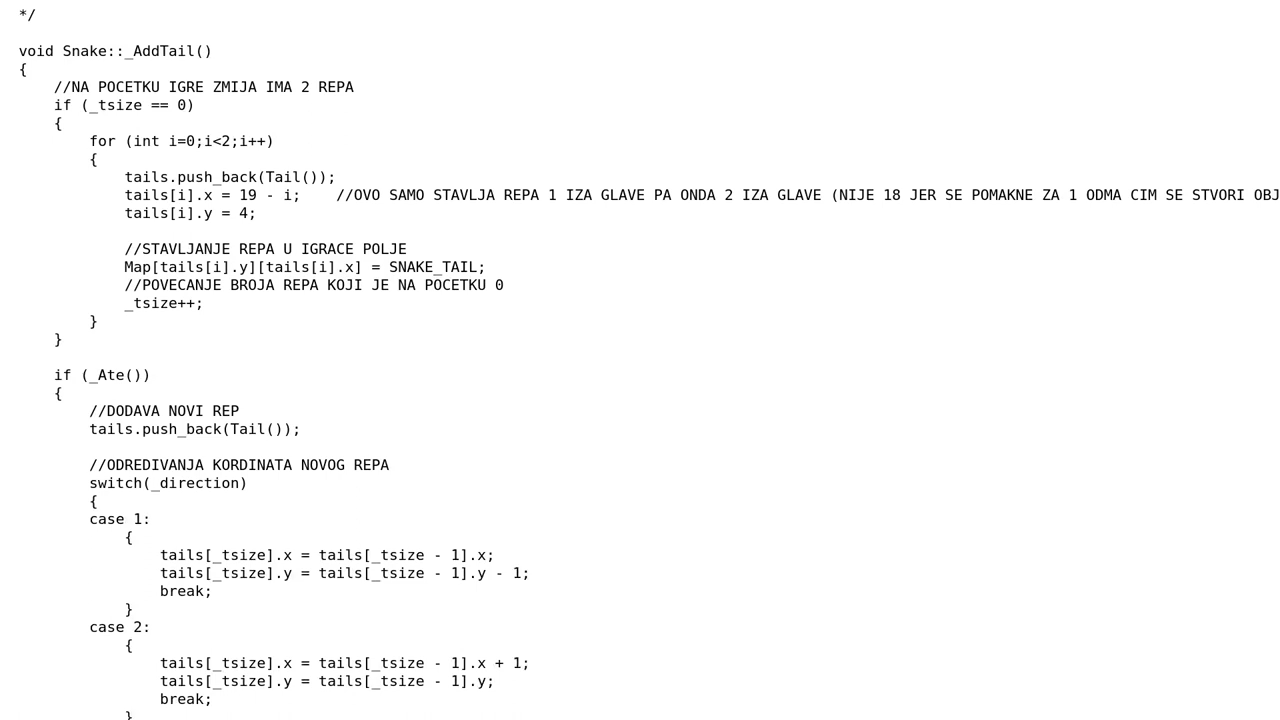 */
void Snake::_AddTail()
{
    //NA POCETKU IGRE ZMIJA IMA 2 REPA
    if (_tsize == 0)
    {
        for (int i=0;i<2;i++)
        {
            tails.push_back(Tail());
            tails[i].x = 19 - i;    //OVO SAMO STAVLJA REPA 1 IZA GLAVE PA ONDA 2 IZA GLAVE (NIJE 18 JER SE POMAKNE ZA 1 ODMA CIM SE STVORI OBJ
            tails[i].y = 4;
            //STAVLJANJE REPA U IGRACE POLJE
            Map[tails[i].y][tails[i].x] = SNAKE_TAIL;
            //POVECANJE BROJA REPA KOJI JE NA POCETKU 0
            _tsize++;
        }
    }
    if (_Ate())
    {
        //DODAVA NOVI REP
        tails.push_back(Tail());
        //ODREDIVANJA KORDINATA NOVOG REPA
        switch(_direction)
        {
        case 1:
            {
                tails[_tsize].x = tails[_tsize - 1].x;
                tails[_tsize].y = tails[_tsize - 1].y - 1;
                break;
            }
        case 2:
            {
                tails[_tsize].x = tails[_tsize - 1].x + 1;
                tails[_tsize].y = tails[_tsize - 1].y;
                break;
            }